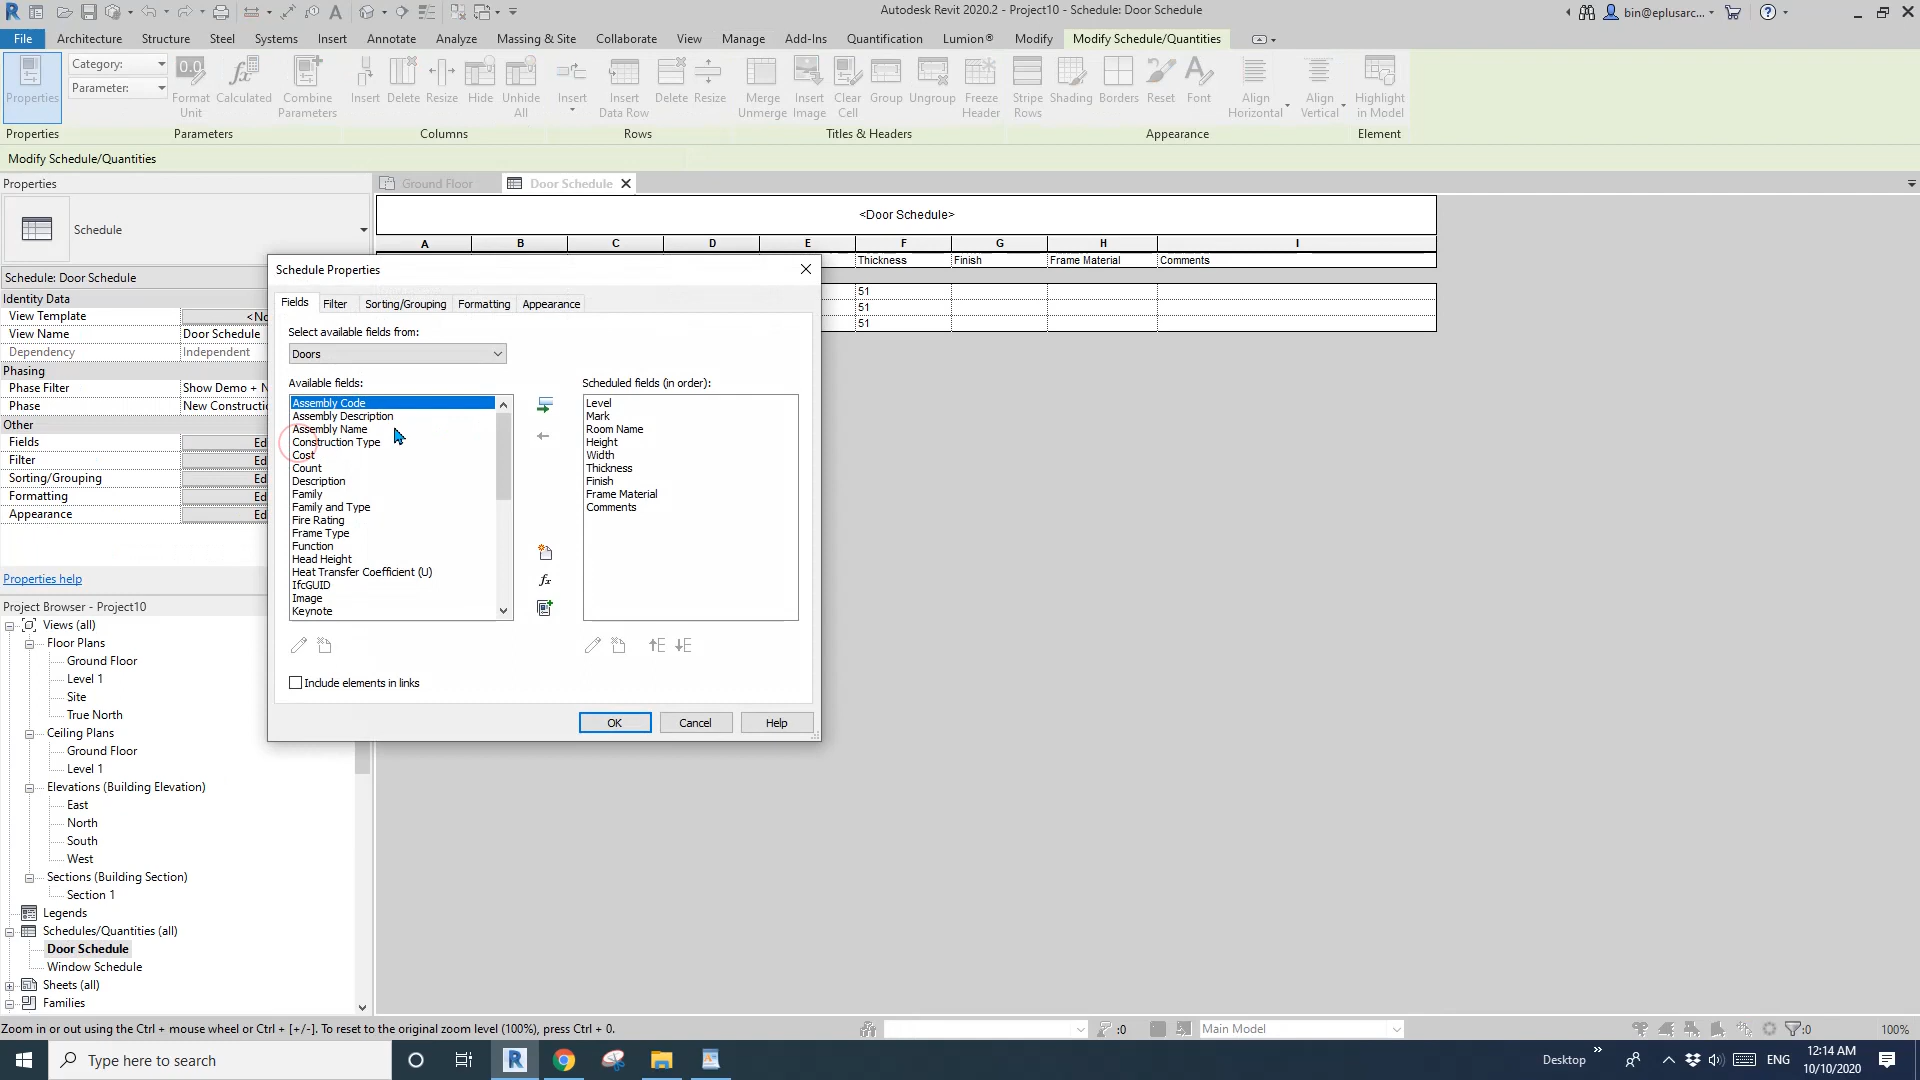 Autodesk Revit 2020.2 - Project10 - Schedule: Door Schedule
bin@eplusarc...
File Architecture Structure Steel Systems Insert Annotate Analyze Massing & Site Collaborate View Manage Add-Ins Quantification Lumion® Modify Modify Schedule/Quantities
Properties
Category:
Parameter:
Format Unit
Calculated
Combine Parameters
Insert
Delete
Resize
Hide
Unhide All
Insert
Insert Data Row
Delete
Resize
Merge Unmerge
Insert Image
Clear Cell
Group
Ungroup
Freeze Header
Stripe Rows
Shading
Borders
Reset
Font
Align Horizontal
Align Vertical
Highlight in Model
Properties Parameters Columns Rows Titles & Headers Appearance Element
Modify Schedule/Quantities
Properties
Schedule
Schedule: Door Schedule
Identity Data
View Template <No
View Name Door Schedule
Dependency Independent
Phasing
Phase Filter Show Demo + N
Phase New Constructio
Other
Fields Ed
Filter Ed
Sorting/Grouping Ed
Formatting Ed
Appearance Ed
Properties help
Project Browser - Project10
Views (all)
Floor Plans
Ground Floor
Level 1
Site
True North
Ceiling Plans
Ground Floor
Level 1
Elevations (Building Elevation)
East
North
South
West
Sections (Building Section)
Section 1
Legends
Schedules/Quantities (all)
Door Schedule
Window Schedule
Sheets (all)
Families
Ground Floor Door Schedule
<Door Schedule>
A B C D E F G H I
Thickness Finish Frame Material Comments
51
51
51
Schedule Properties
Fields Filter Sorting/Grouping Formatting Appearance
Select available fields from:
Doors
Available fields:
Assembly Code
Assembly Description
Assembly Name
Construction Type
Cost
Count
Description
Family
Family and Type
Fire Rating
Frame Type
Function
Head Height
Heat Transfer Coefficient (U)
IfcGUID
Image
Keynote
fx
Scheduled fields (in order):
Level
Mark
Room Name
Height
Width
Thickness
Finish
Frame Material
Comments
Include elements in links
OK Cancel Help
Zoom in or out using the Ctrl + mouse wheel or Ctrl + [+/-]. To reset to the original zoom level (100%), press Ctrl + 0.
:0 Main Model :0 100%
Type here to search
Desktop
ENG
12:14 AM
10/10/2020